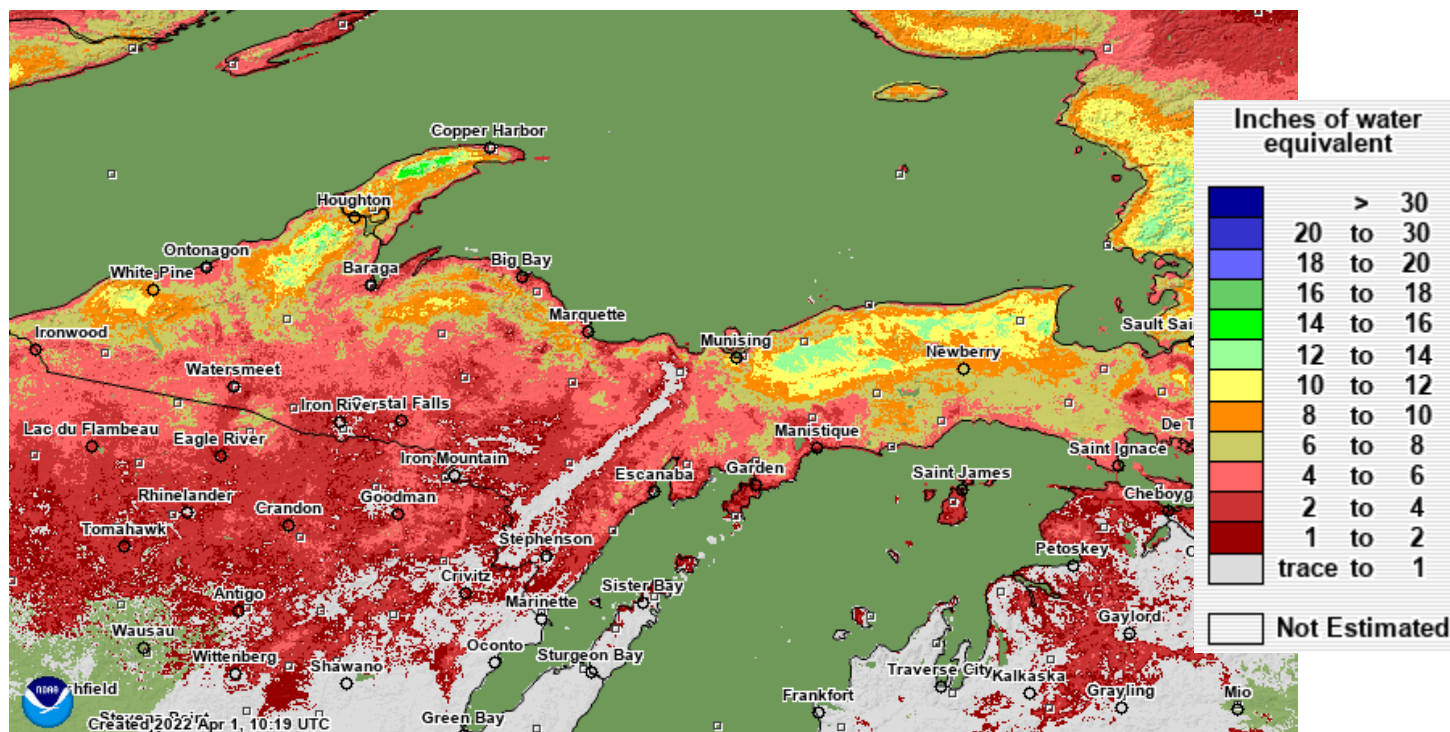 Copper Harbor
Houghton
Ontonagon
White Pine
Baraga
Big Bay
Ironwood
Marquette
Munising
Newberry
Sault Sai
Watersmeet
Iron River
Crystal Falls
Lac du Flambeau
Eagle River
Manistique
De T
Iron Mountain
Saint Ignace
Escanaba
Garden
Saint James
Rhinelander
Crandon
Goodman
Cheboyg
Tomahawk
Stephenson
Petoskey
C
Antigo
Crivitz
Sister Bay
Marinette
Wausau
Gaylord
Wittenberg
Shawano
Oconto
Sturgeon Bay
Traverse City
Kalkaska
shfield
Frankfort
Grayling
Mio
Stevens Point
Green Bay
NOAA
Created 2022 Apr 1, 10:19 UTC
Inches of water
equivalent
> 30
20 to 30
18 to 20
16 to 18
14 to 16
12 to 14
10 to 12
8 to 10
6 to 8
4 to 6
2 to 4
1 to 2
trace to 1
Not Estimated